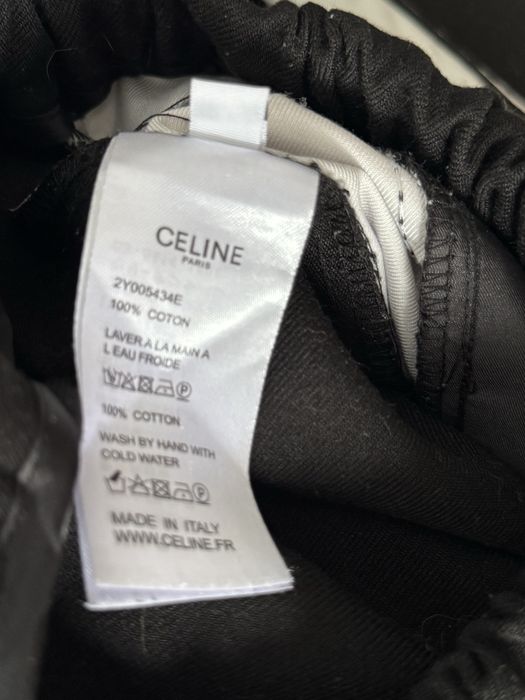 CELINE
PARIS
2Y005434E
100% COTON
LAVER A LA MAIN A
L EAU FROIDE
P
100% COTTON
WASH BY HAND WITH
COLD WATER
P
MADE IN ITALY
WWW.CELINE.FR